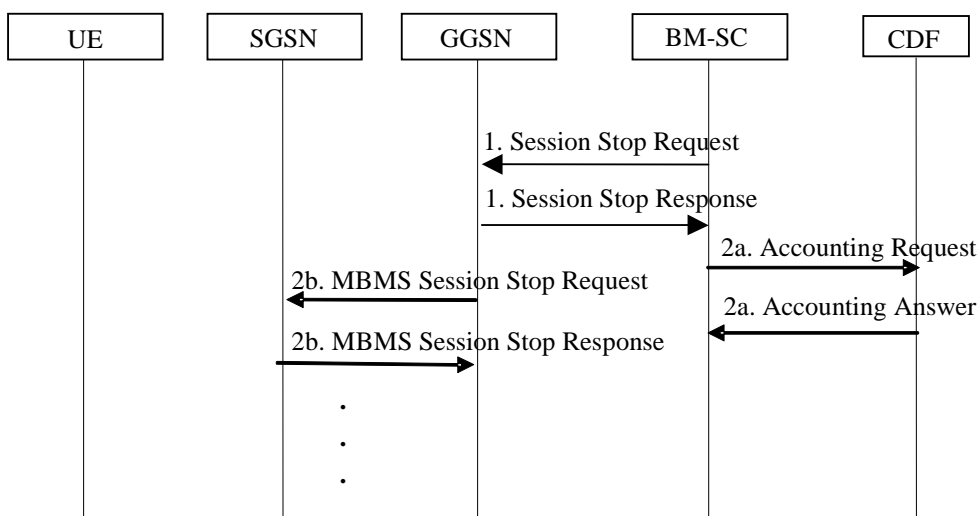 UE
SGSN
GGSN
BM-SC
CDF
1. Session Stop Request
1. Session Stop Response
2a. Accounting Request
2b. MBMS Session Stop Request
2a. Accounting Answer
2b. MBMS Session Stop Response
.
.
.